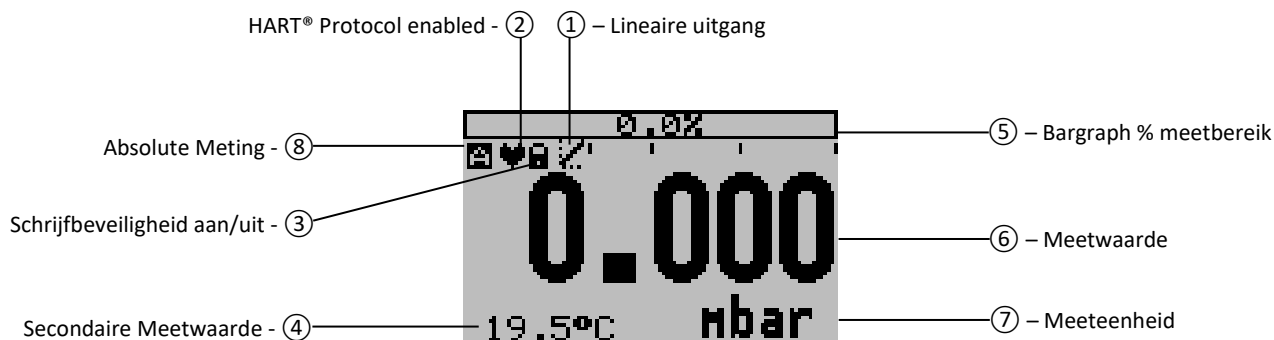 HART® Protocol enabled - ② ① – Lineaire uitgang
0.0%
⑤ – Bargraph % meetbereik
Absolute Meting - ⑧
A
0.000
Schrijfbeveiligheid aan/uit - ③
⑥ – Meetwaarde
Secondaire Meetwaarde - ④
19.5°C mbar
⑦ – Meeteenheid